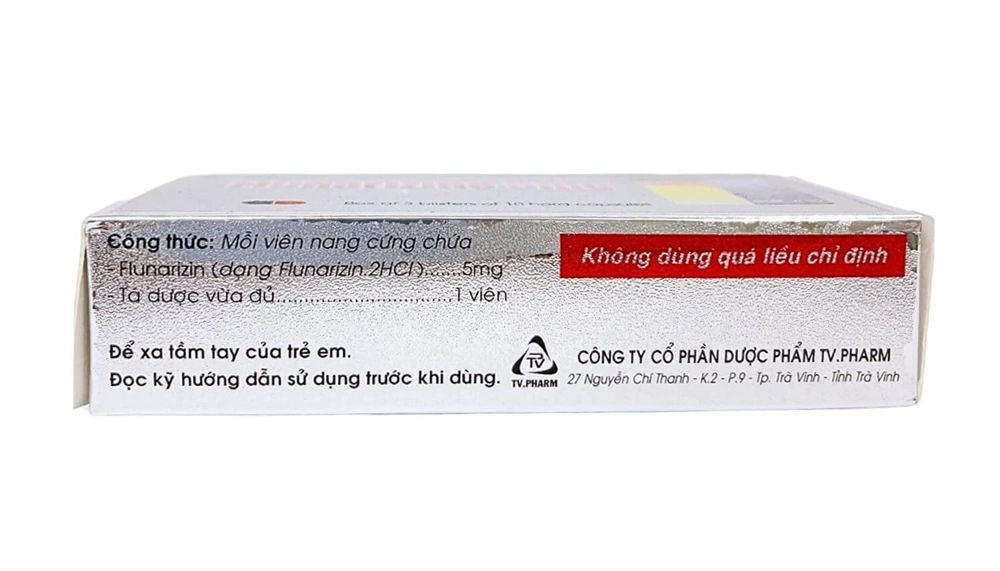 Box of 5 blisters of 10 hard capsules
Công thức: Mỗi viên nang cứng chứa
- Flunarizin (dạng Flunarizin.2HCl)......5mg
- Tá dược vừa đủ................................1 viên
Không dùng quá liều chỉ định
Để xa tầm tay của trẻ em.
Đọc kỹ hướng dẫn sử dụng trước khi dùng.
TV
TV.PHARM
CÔNG TY CỔ PHẦN DƯỢC PHẨM TV.PHARM
27 Nguyễn Chí Thanh - K.2 - P.9 - Tp. Trà Vinh - Tỉnh Trà Vinh